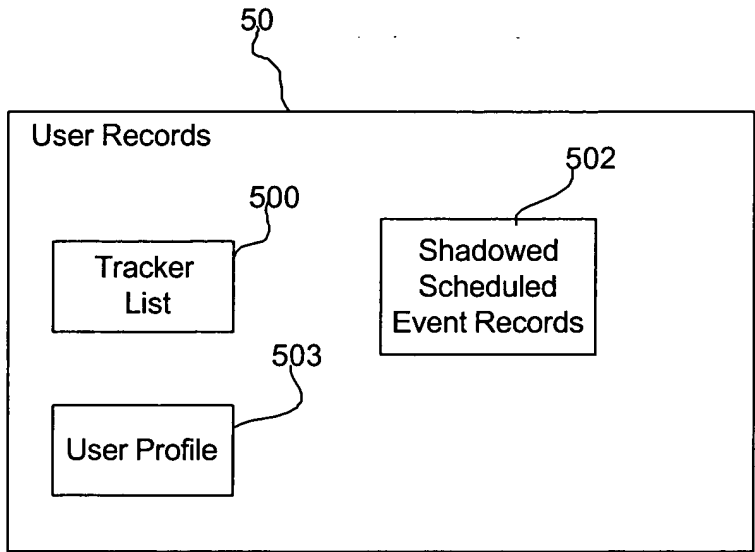 50
User Records
502
500
Shadowed
Scheduled
Event Records
Tracker
List
503
User Profile